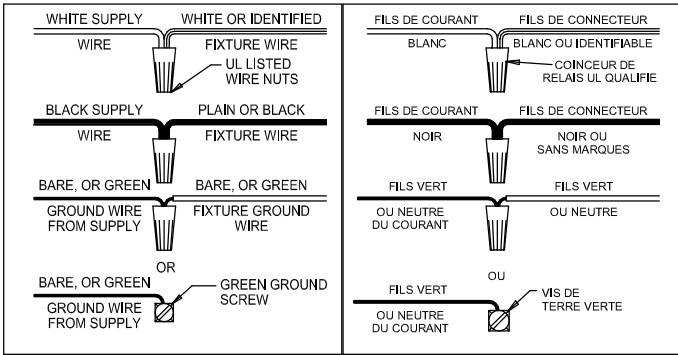 WHITE SUPPLY WHITE OR IDENTIFIED
WIRE FIXTURE WIRE
UL LISTED
WIRE NUTS
BLACK SUPPLY PLAIN OR BLACK
WIRE FIXTURE WIRE
BARE, OR GREEN BARE, OR GREEN
GROUND WIRE FIXTURE GROUND
FROM SUPPLY WIRE
OR
BARE, OR GREEN
GREEN GROUND
SCREW
GROUND WIRE
FROM SUPPLY
FILS DE COURANT FILS DE CONNECTEUR
BLANC BLANC OU IDENTIFIABLE
COINCEUR DE
RELAIS UL QUALIFIE
FILS DE COURANT FILS DE CONNECTEUR
NOIR NOIR OU
SANS MARQUES
FILS VERT FILS VERT
OU NEUTRE OU NEUTRE
DU COURANT
OU
FILS VERT
VIS DE
TERRE VERTE
OU NEUTRE
DU COURANT